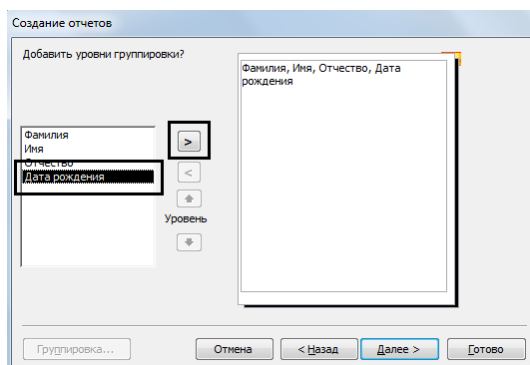 Создание отчетов
Добавить уровни группировки?
Фамилия, Имя, Отчество, Дата
рождения
Фамилия
Имя
Отчество
Дата рождения
>
<
Уровень
Группировка...
Отмена
< Назад
Далее >
Готово